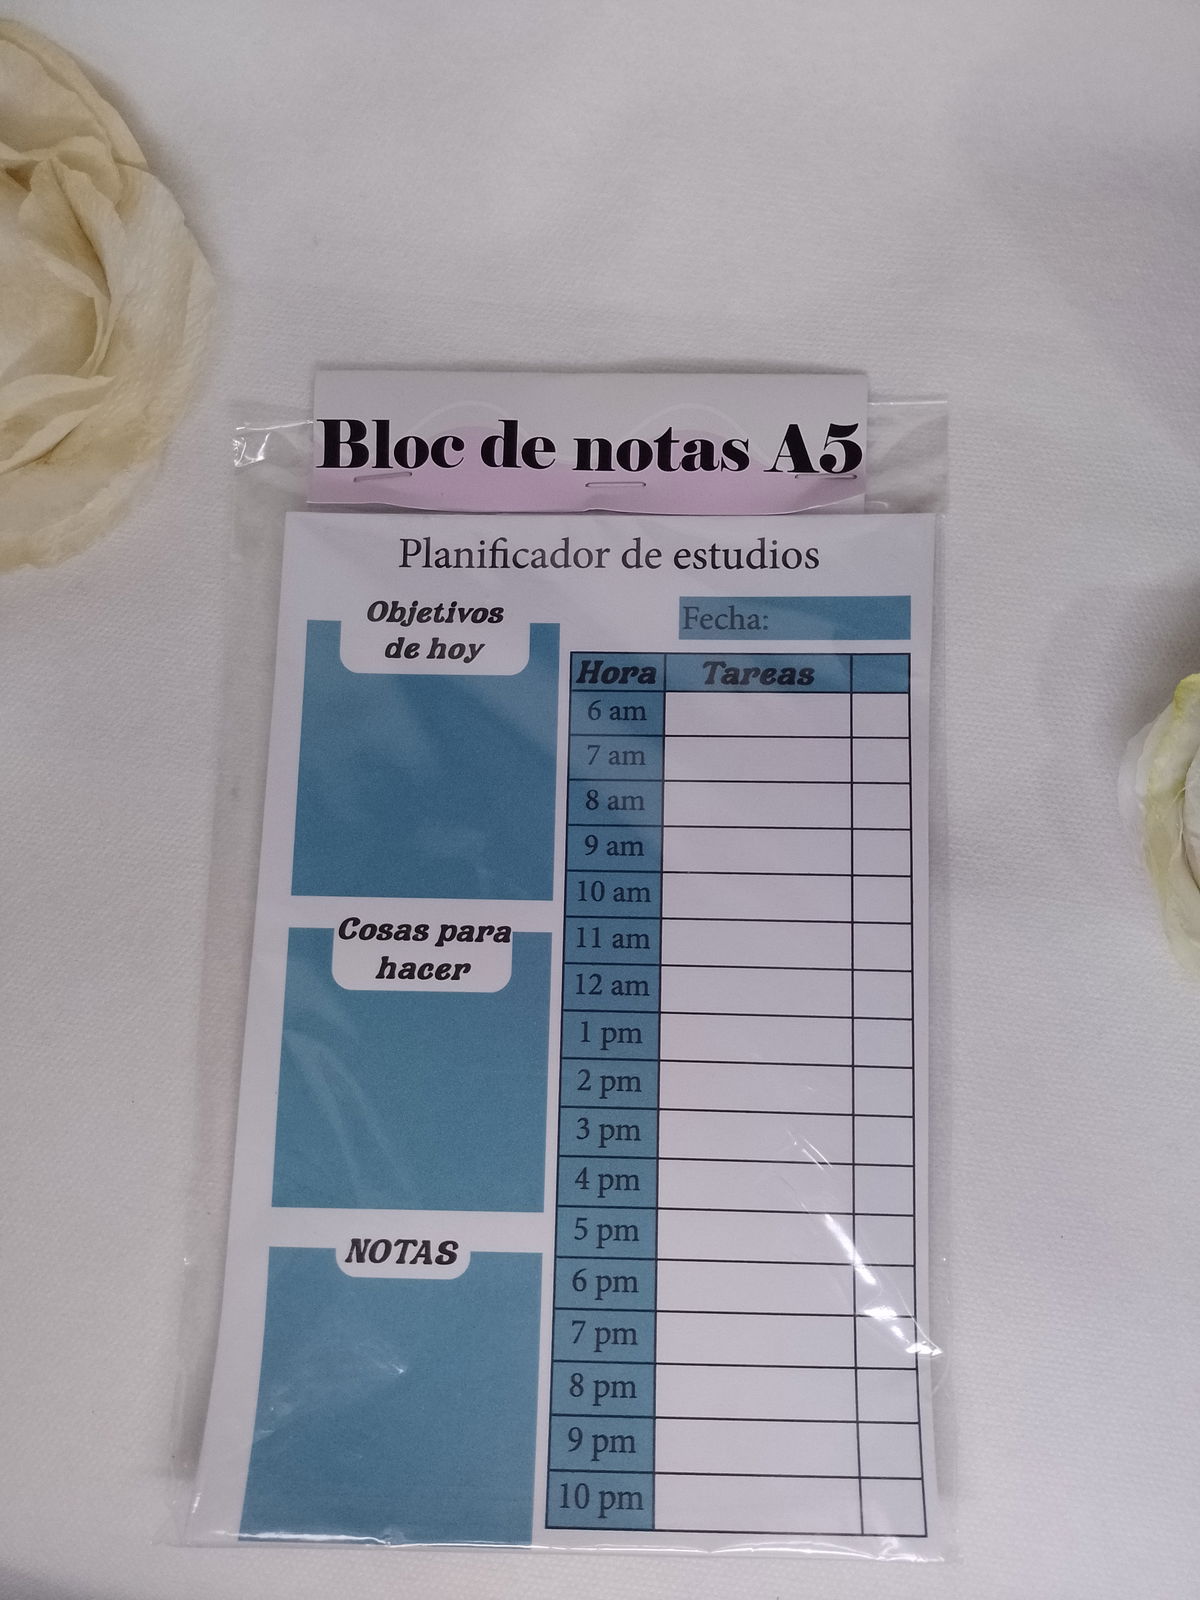 Bloc de notas A5
Planificador de estudios
Objetivos
de hoy
Cosas para
hacer
NOTAS
Fecha:
Hora Tareas
6 am
7 am
8 am
9 am
10 am
11 am
12 am
1 pm
2 pm
3 pm
4 pm
5 pm
6 pm
7 pm
8 pm
9 pm
10 pm